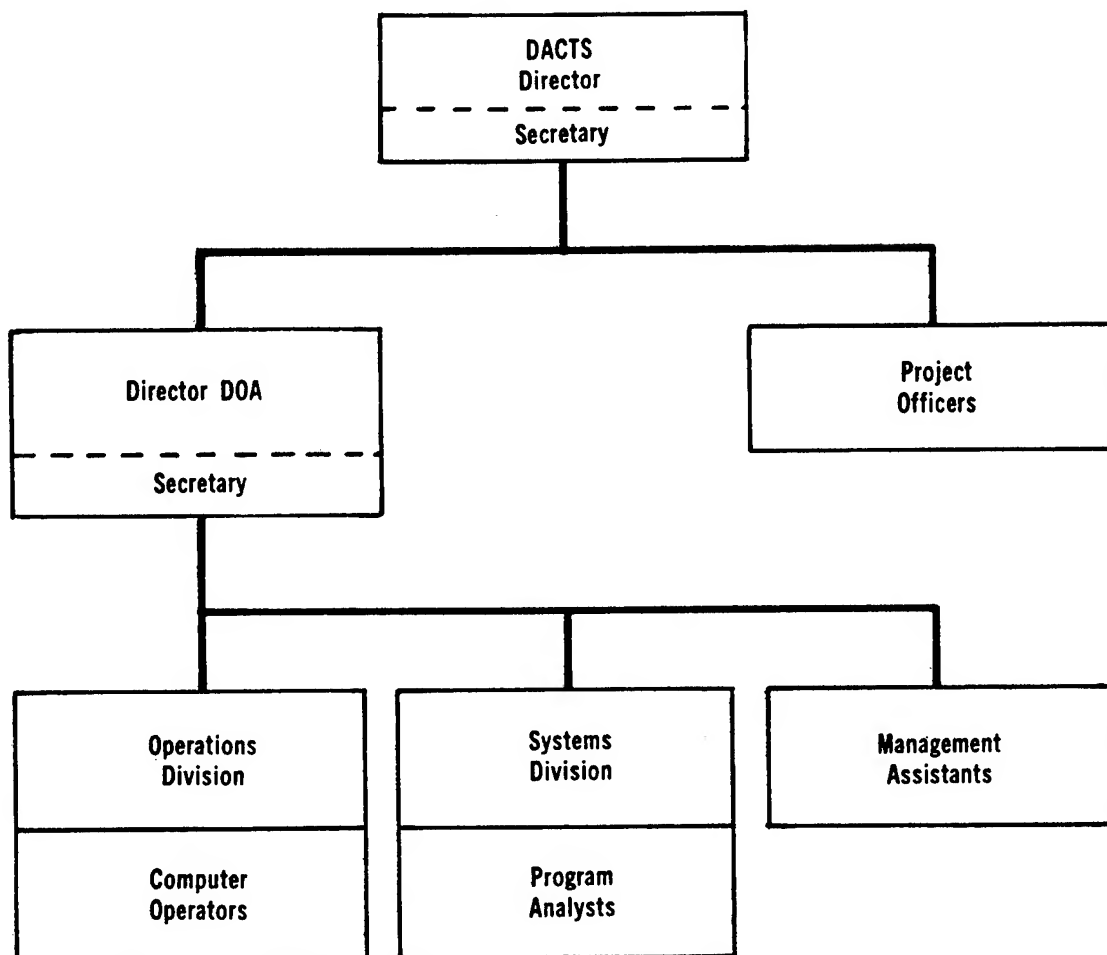 DACTS
Director
Secretary
Director DOA
Secretary
Project
Officers
Operations
Division
Computer
Operators
Systems
Division
Program
Analysts
Management
Assistants